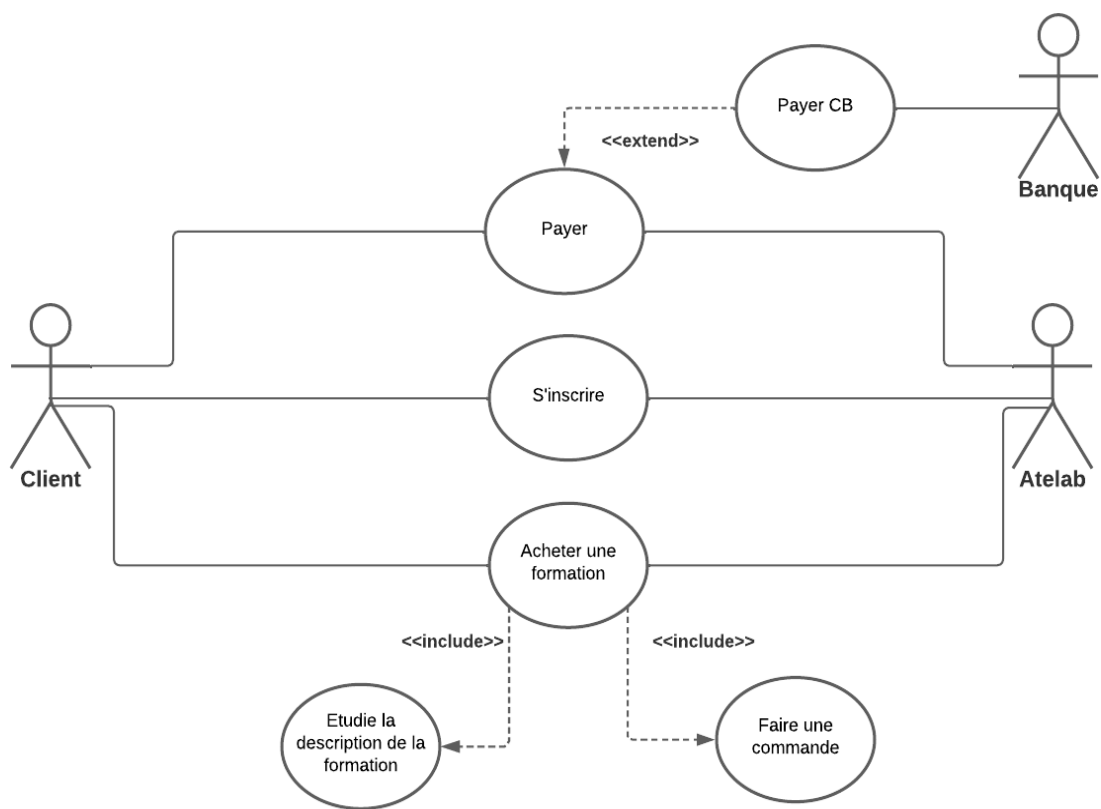 Payer CB
<<extend>>
Banque
Payer
S'inscrire
Client
Atelab
Acheter une
formation
<<include>>
<<include>>
Etudie la
description de la
formation
Faire une
commande